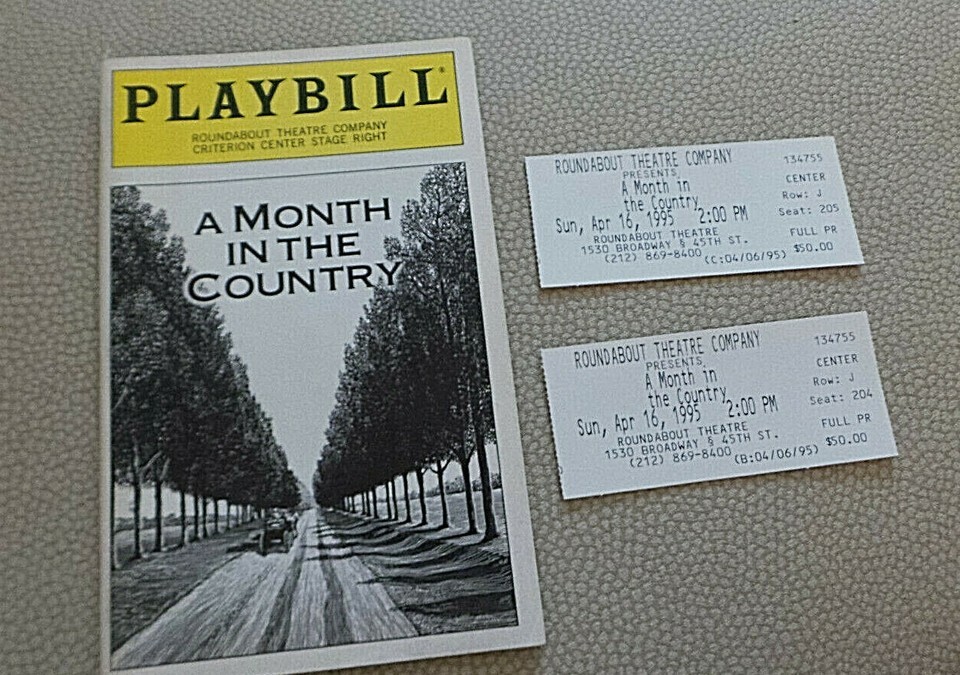 PLAYBILL®
ROUNDABOUT THEATRE COMPANY
CRITERION CENTER STAGE RIGHT
A MONTH
IN THE
COUNTRY
ROUNDABOUT THEATRE COMPANY
PRESENTS
A Month in
the Country
Sun, Apr 16, 1995 2:00 PM
ROUNDABOUT THEATRE
1530 BROADWAY & 45TH ST.
(212) 869-8400 (C:04/06/95)
134755
CENTER
Row: J
Seat: 205
FULL PR
$50.00
ROUNDABOUT THEATRE COMPANY
PRESENTS
A Month in
the Country
Sun, Apr 16, 1995 2:00 PM
ROUNDABOUT THEATRE
1530 BROADWAY & 45TH ST.
(212) 869-8400 (B:04/06/95)
134755
CENTER
Row: J
Seat: 204
FULL PR
$50.00